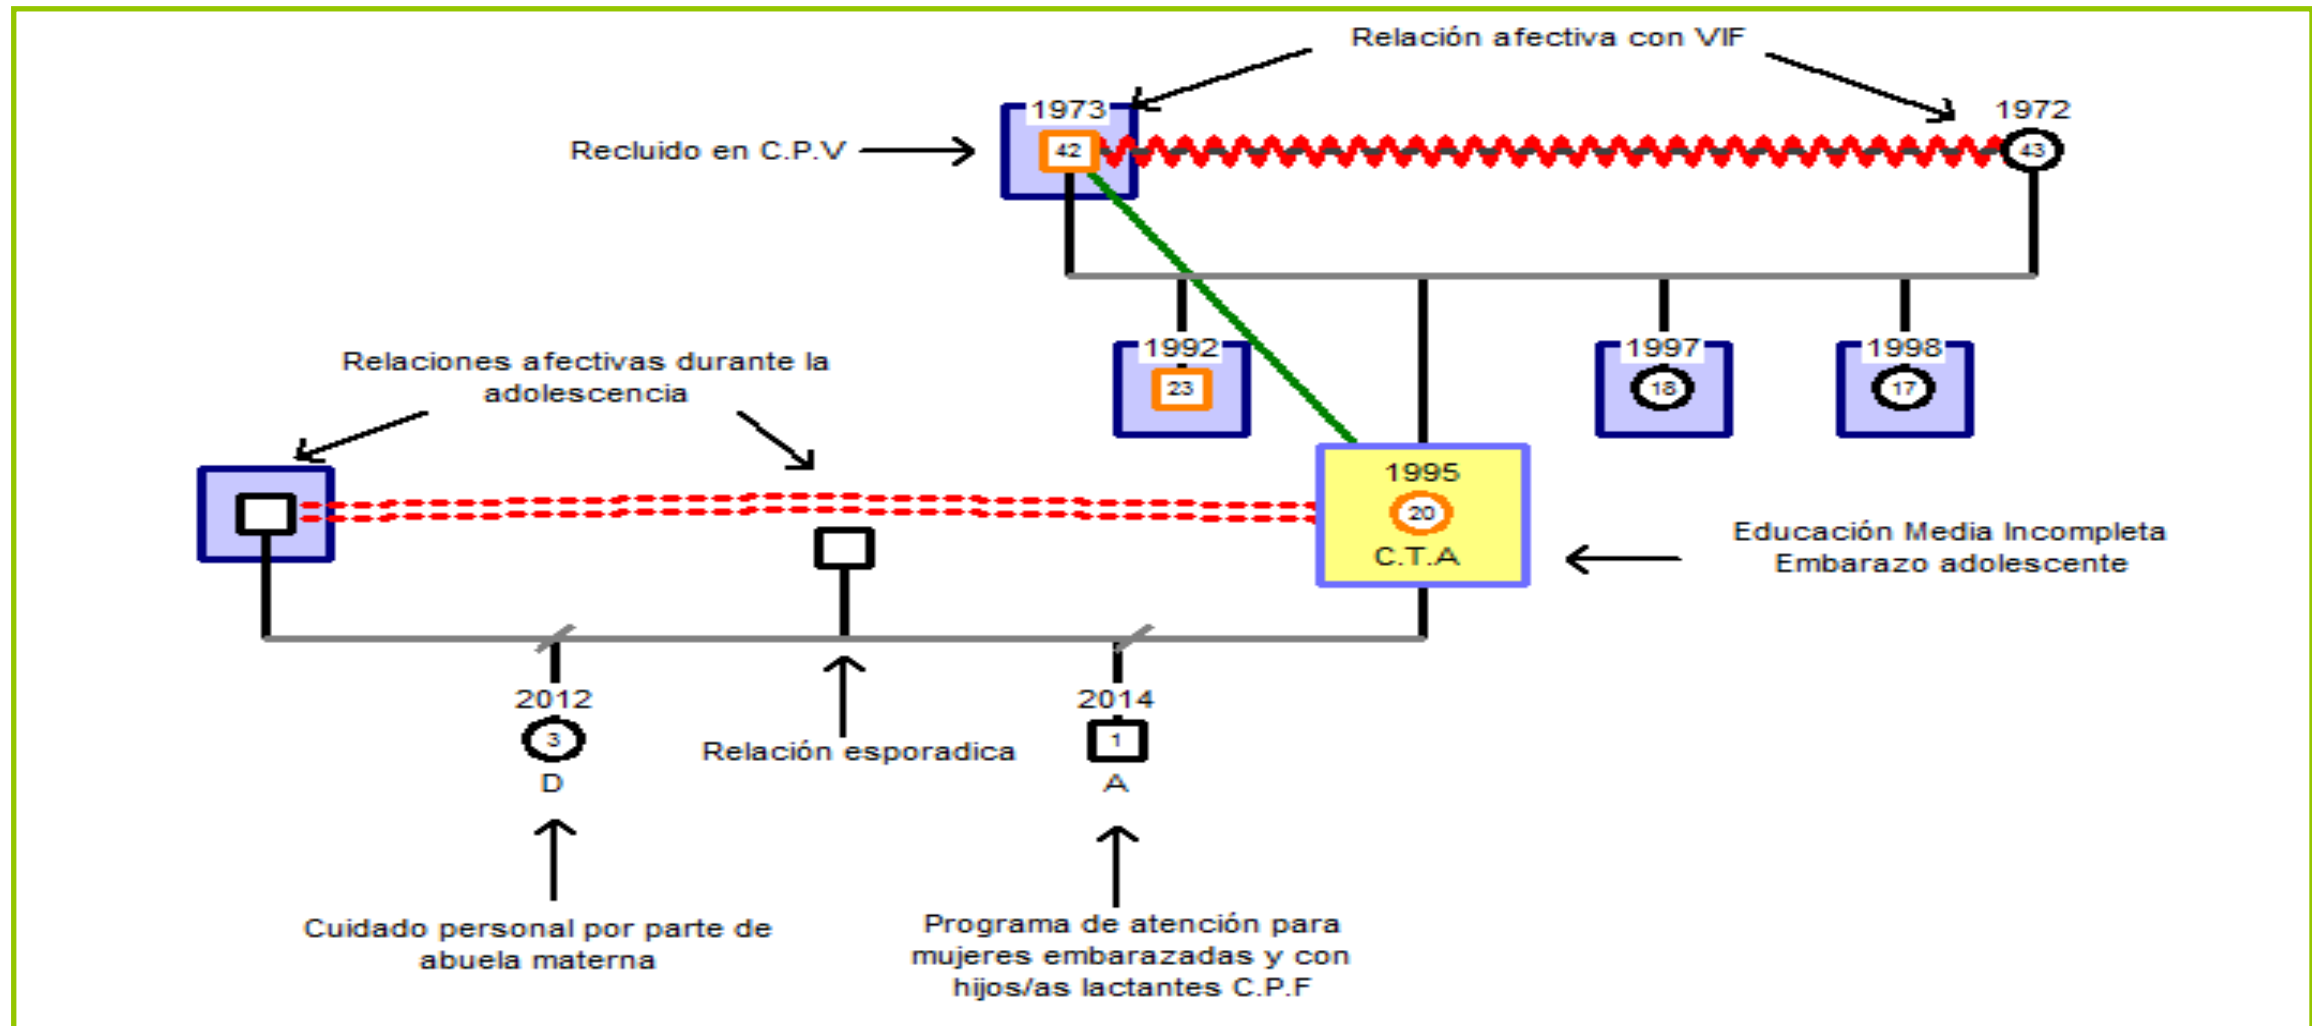 Relación afectiva con VIF
1973
1972
Recluido en C.P.V
42
43
1992
1997
1998
Relaciones afectivas durante la
adolescencia
23
18
17
1995
20
C.T.A
Educación Media Incompleta
Embarazo adolescente
2012
2014
3
Relación esporadica
1
D
A
Cuidado personal por parte de
abuela materna
Programa de atención para
mujeres embarazadas y con
hijos/as lactantes C.P.F